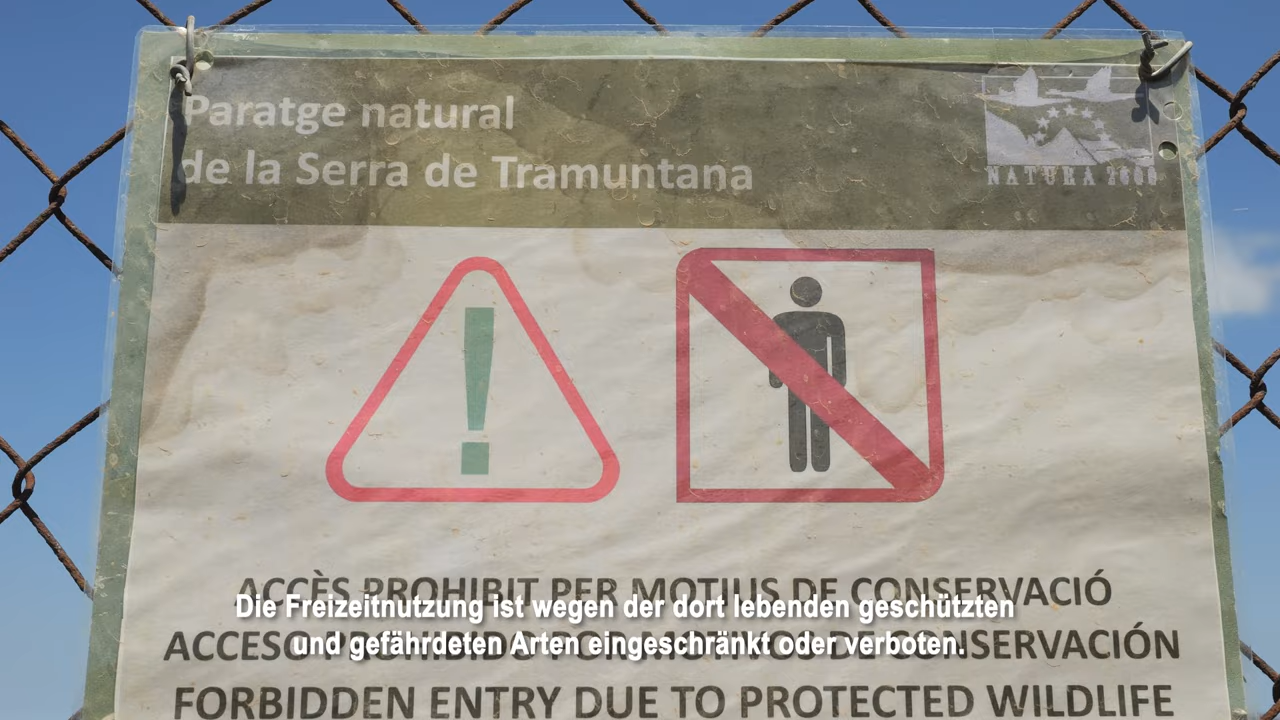 Paratge natural
de la Serra de Tramuntana
NATURA 2000
ACCÈS PROHIBIT PER MOTIUS DE CONSERVACIÓ
Die Freizeitnutzung ist wegen der dort lebenden geschützten
ACCESO PROHIBIDO POR MOTIVOS DE CONSERVACIÓN
und gefährdeten Arten eingeschränkt oder verboten.
FORBIDDEN ENTRY DUE TO PROTECTED WILDLIFE